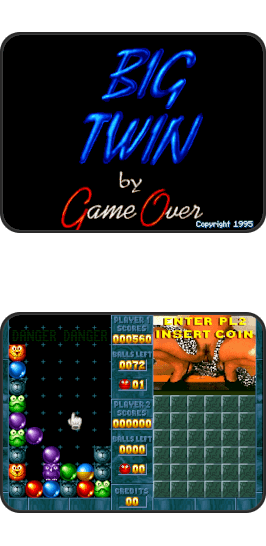 BIG
TWIN
by
Game Over
Copyright 1995
DANGER DANGER
PLAYER 1
SCORES
000560
BALLS LEFT
0072
01
PLAYER 2
SCORES
000000
BALLS LEFT
0000
00
CREDITS
00
ENTER PL2
INSERT COIN